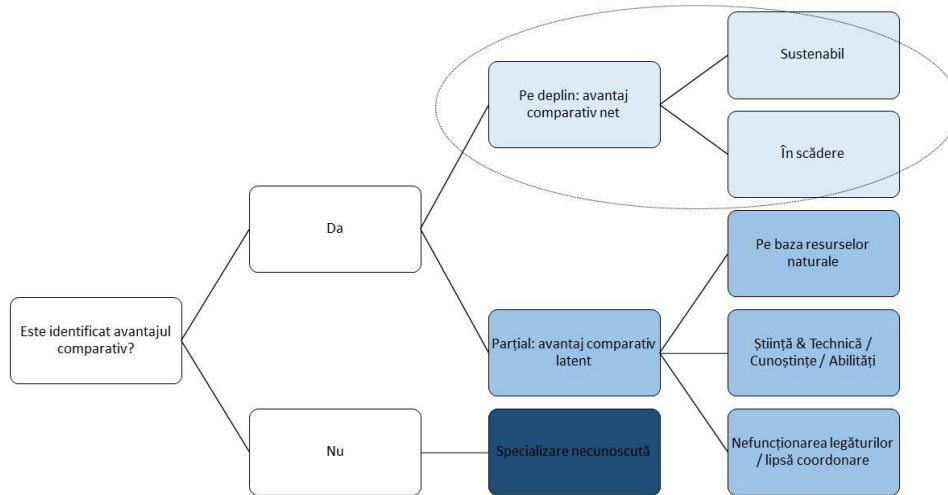 Este identificat avantajul
comparativ?
Da
Nu
Pe deplin: avantaj
comparativ net
Parțial: avantaj comparativ
latent
Specializare necunoscută
Sustenabil
În scădere
Pe baza resurselor
naturale
Știință & Technică /
Cunoștințe / Abilități
Nefuncționarea legăturilor
/ lipsă coordonare